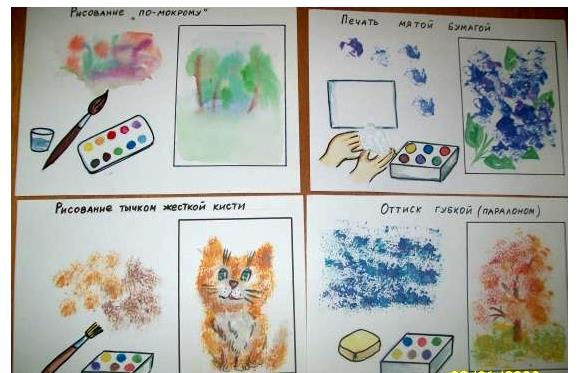 Рисование „по-мокрому"
Печать мятой бумагой
Рисование тычком жесткой кисти
Оттиск губкой (паралоном)